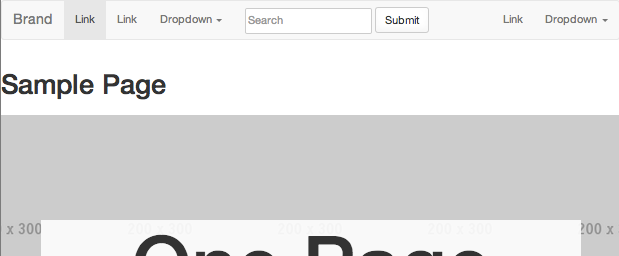 Brand Link Link Dropdown Search Submit Link Dropdown
Sample Page
x 300 200 x 300 200 x 300 200 x 300 200 x
One Page